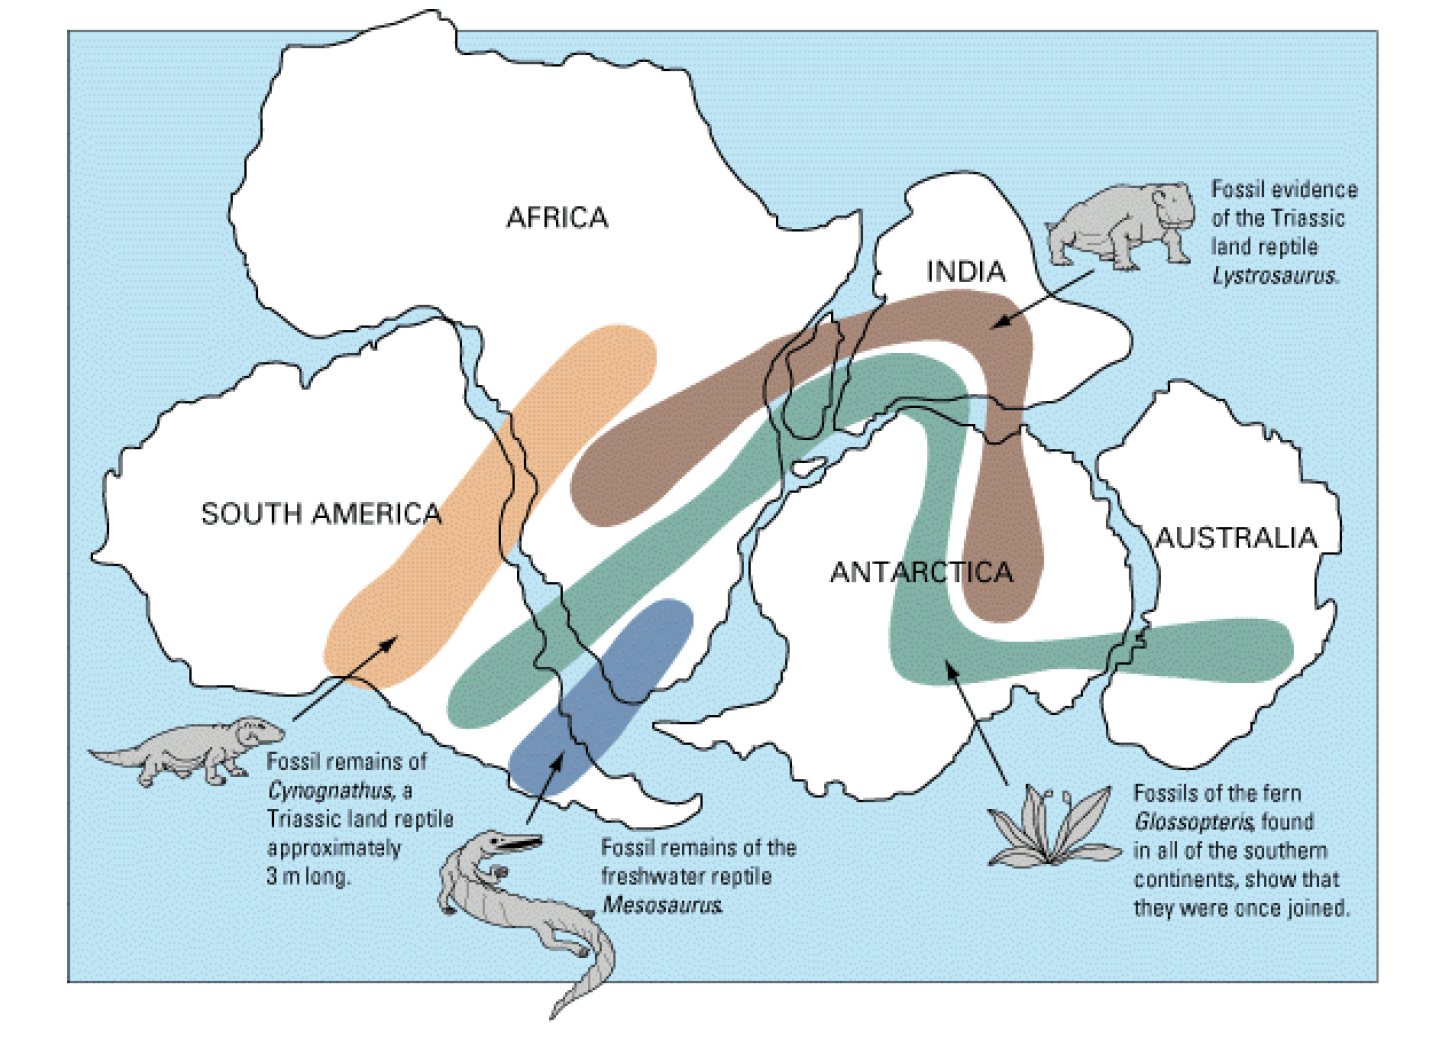 AFRICA
INDIA
Fossil evidence
of the Triassic
land reptile
Lystrosaurus.
SOUTH AMERICA
AUSTRALIA
ANTARCTICA
Fossil remains of
Cynognathus, a
Triassic land reptile
approximately
3 m long.
Fossil remains of the
freshwater reptile
Mesosaurus.
Fossils of the fern
Glossopteris, found
in all of the southern
continents, show that
they were once joined.